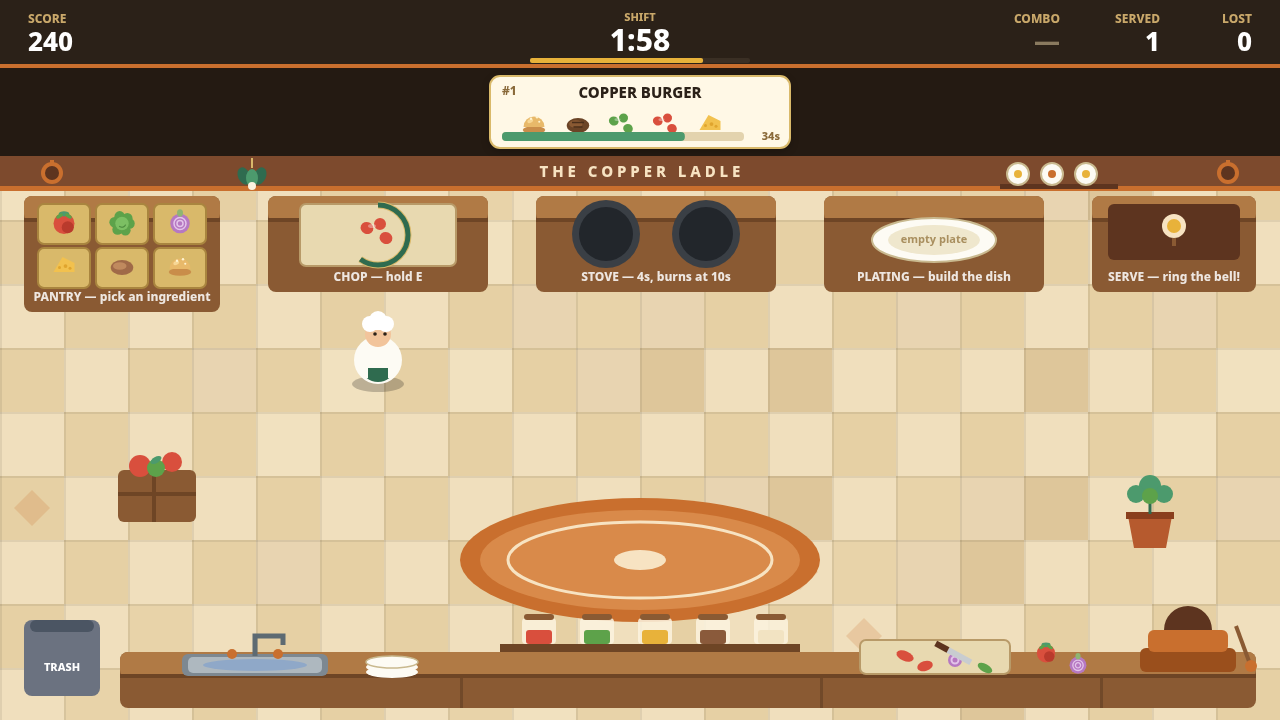 SCORE
240
SHIFT
1:58
COMBO
—
SERVED
1
LOST
0
#1
COPPER BURGER
34s
THE COPPER LADLE
PANTRY — pick an ingredient
CHOP — hold E
STOVE — 4s, burns at 10s
empty plate
PLATING — build the dish
SERVE — ring the bell!
TRASH